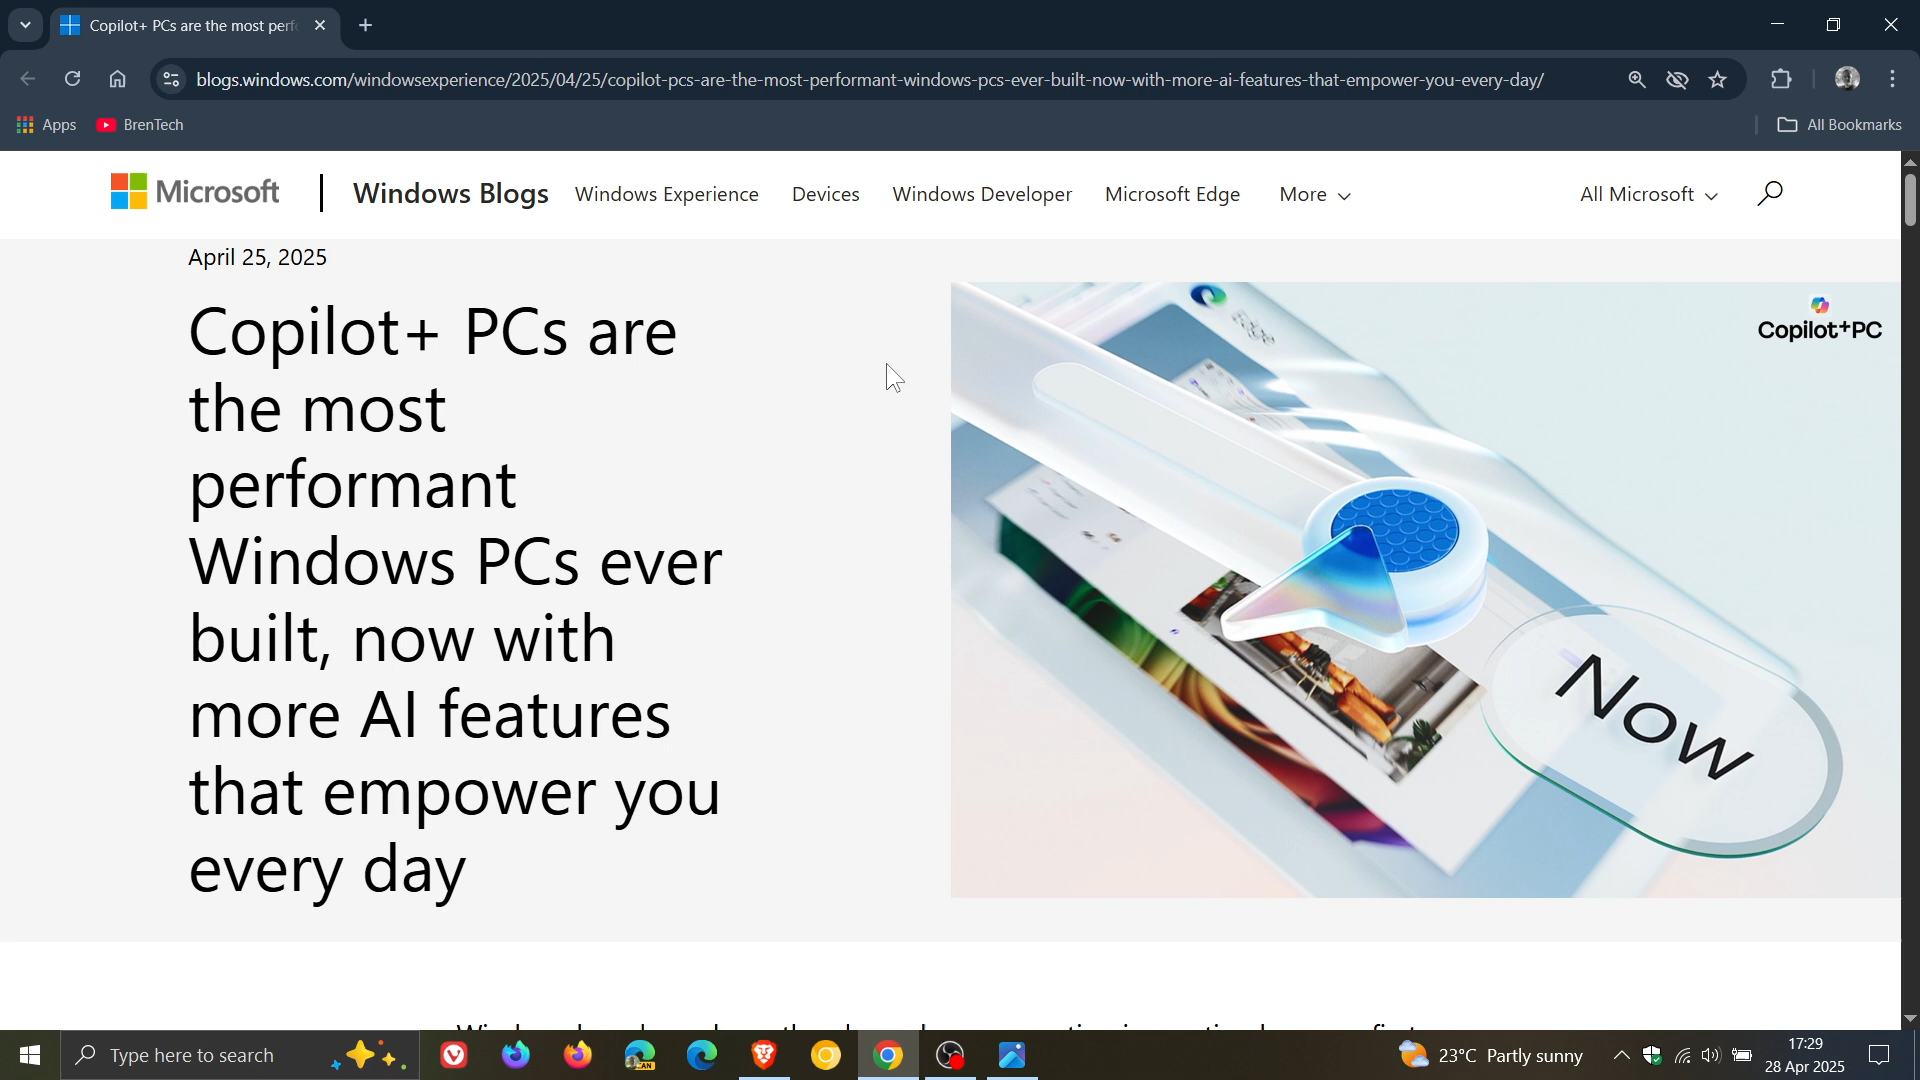 Copilot+ PCs are the most perf
blogs.windows.com/windowsexperience/2025/04/25/copilot-pcs-are-the-most-performant-windows-pcs-ever-built-now-with-more-ai-features-that-empower-you-every-day/
Apps BrenTech All Bookmarks
Microsoft Windows Blogs Windows Experience Devices Windows Developer Microsoft Edge More All Microsoft
April 25, 2025
Copilot+ PCs are
the most
performant
Windows PCs ever
built, now with
more AI features
that empower you
every day
Copilot+PC
Now
Type here to search
CAN
23°C Partly sunny
17:29
28 Apr 2025